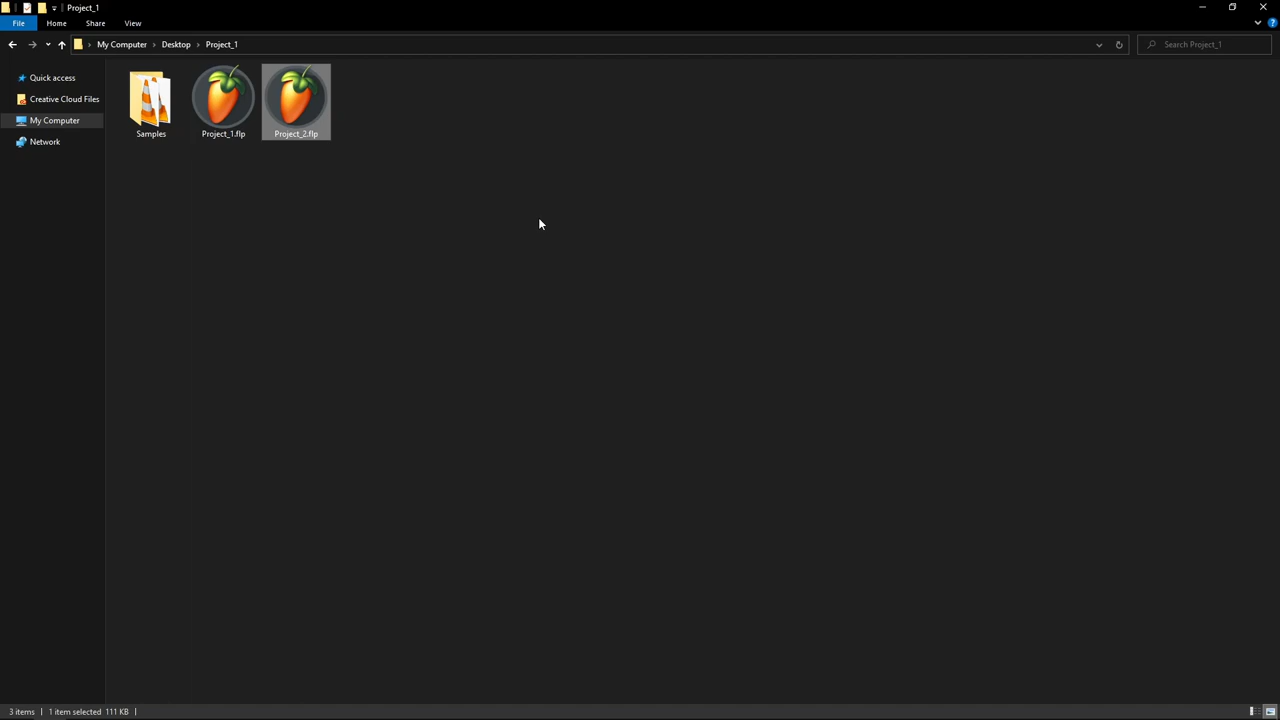 Project_1
File Home Share View
My Computer Desktop Project_1
Search Project_1
Quick access
Creative Cloud Files
My Computer
Network
Samples Project_1.flp Project_2.flp
3 items 1 item selected 111 KB